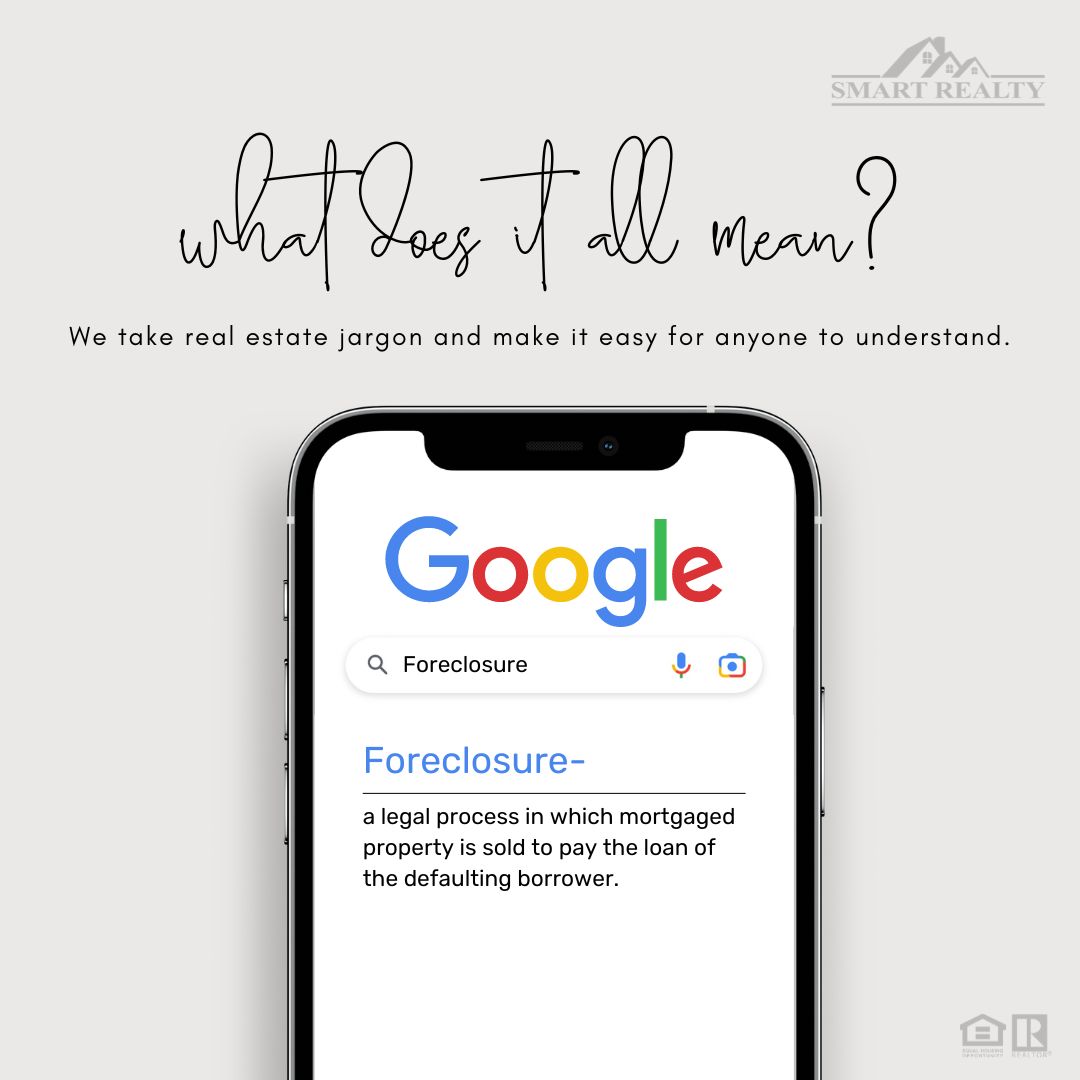 SMART REALTY
what does it all mean?
We take real estate jargon and make it easy for anyone to understand.
Google
Foreclosure
Foreclosure-
a legal process in which mortgaged
property is sold to pay the loan of
the defaulting borrower.
EQUAL HOUSING
OPPORTUNITY
REALTOR®